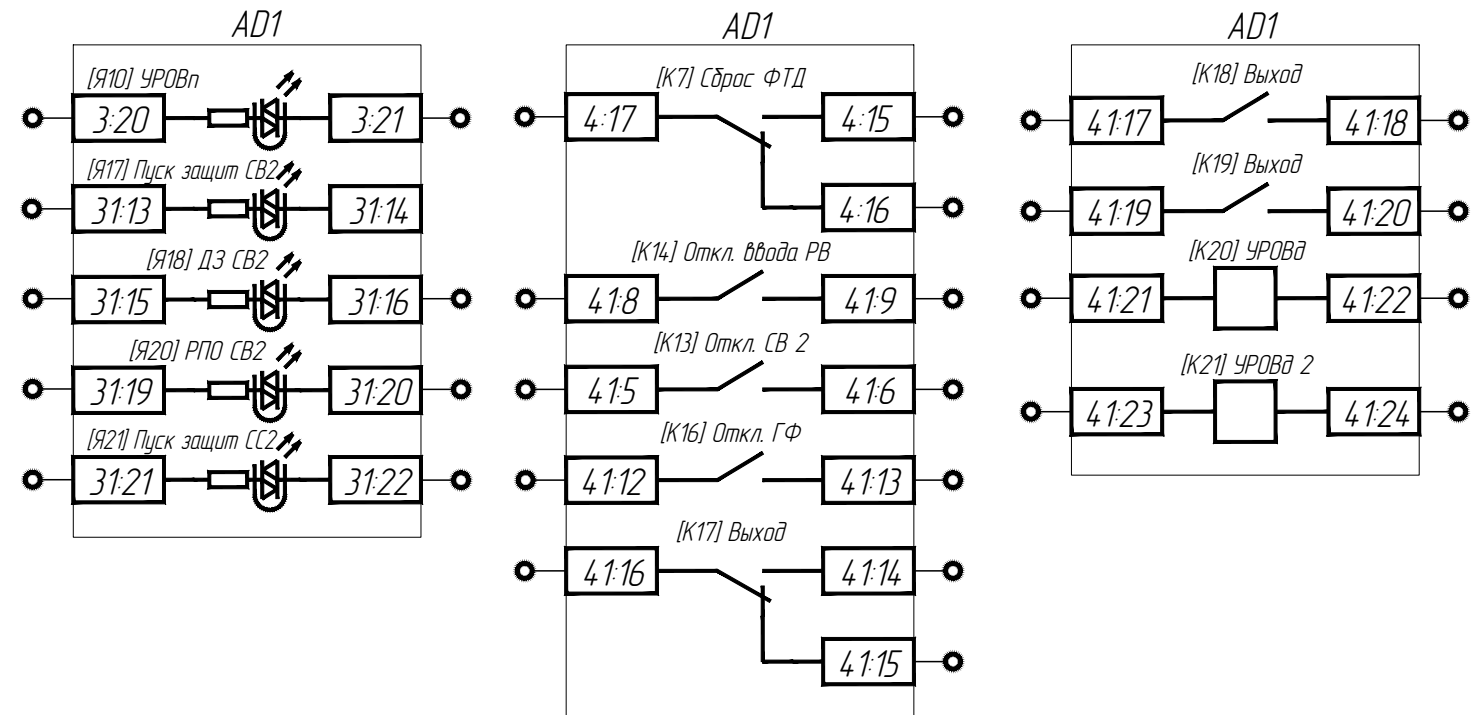 AD1
[Я10] УРОВп
3:20 3:21
[Я17] Пуск защит СВ2
31:13 31:14
[Я18] ДЗ СВ2
31:15 31:16
[Я20] РПО СВ2
31:19 31:20
[Я21] Пуск защит СС2
31:21 31:22
AD1
[К7] Сброс ФТД
4:17 4:15
4:16
[К14] Откл. ввода РВ
41:8 41:9
[К13] Откл. СВ 2
41:5 41:6
[К16] Откл. ГФ
41:12 41:13
[К17] Выход
41:16 41:14
41:15
AD1
[К18] Выход
41:17 41:18
[К19] Выход
41:19 41:20
[К20] УРОВд
41:21 41:22
[К21] УРОВд 2
41:23 41:24